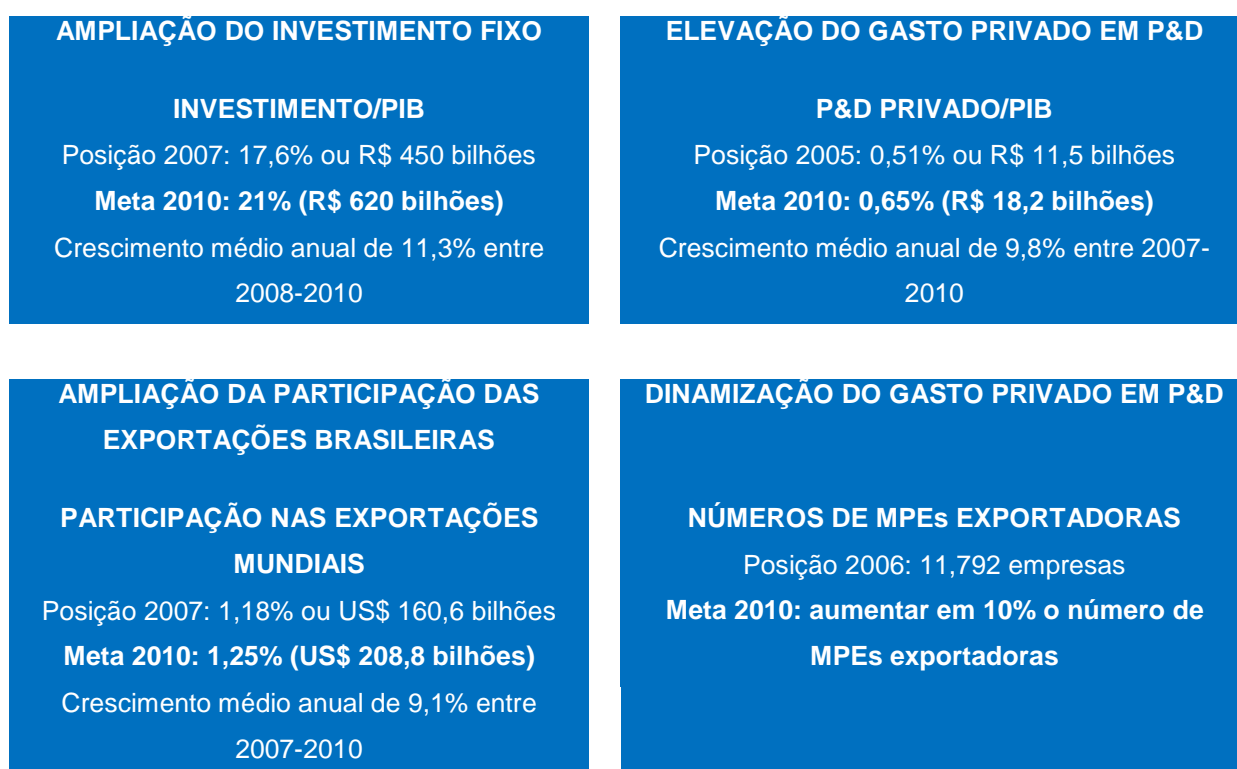 AMPLIAÇÃO DO INVESTIMENTO FIXO
INVESTIMENTO/PIB
Posição 2007: 17,6% ou R$ 450 bilhões
Meta 2010: 21% (R$ 620 bilhões)
Crescimento médio anual de 11,3% entre
2008-2010
ELEVAÇÃO DO GASTO PRIVADO EM P&D
P&D PRIVADO/PIB
Posição 2005: 0,51% ou R$ 11,5 bilhões
Meta 2010: 0,65% (R$ 18,2 bilhões)
Crescimento médio anual de 9,8% entre 2007-
2010
AMPLIAÇÃO DA PARTICIPAÇÃO DAS
EXPORTAÇÕES BRASILEIRAS
PARTICIPAÇÃO NAS EXPORTAÇÕES
MUNDIAIS
Posição 2007: 1,18% ou US$ 160,6 bilhões
Meta 2010: 1,25% (US$ 208,8 bilhões)
Crescimento médio anual de 9,1% entre
2007-2010
DINAMIZAÇÃO DO GASTO PRIVADO EM P&D
NÚMEROS DE MPEs EXPORTADORAS
Posição 2006: 11,792 empresas
Meta 2010: aumentar em 10% o número de
MPEs exportadoras